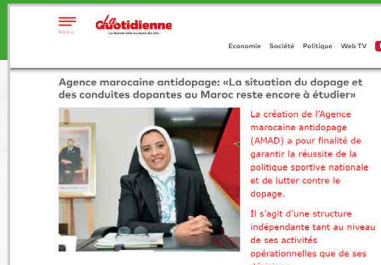 MENU
La Quotidienne
La Bonne info au bout du clic
Economie Société Politique Web TV
Agence marocaine antidopage: «La situation du dopage et
des conduites dopantes au Maroc reste encore à étudier»
La création de l'Agence
marocaine antidopage
(AMAD) a pour finalité de
garantir la réussite de la
politique sportive nationale
et de lutter contre le
dopage.
Il s'agit d'une structure
indépendante tant au niveau
de ses activités
opérationnelles que de ses